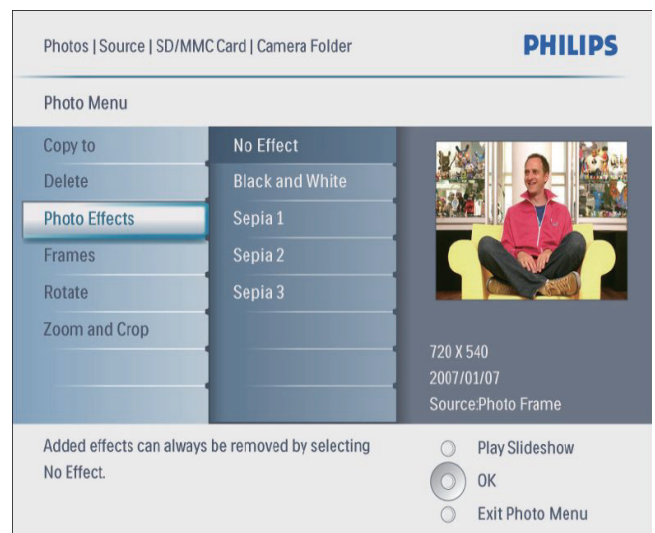 Photos | Source | SD/MMC Card | Camera Folder
PHILIPS
Photo Menu
Copy to
Delete
Photo Effects
Frames
Rotate
Zoom and Crop
No Effect
Black and White
Sepia 1
Sepia 2
Sepia 3
720 X 540
2007/01/07
Source:Photo Frame
Added effects can always be removed by selecting
No Effect.
Play Slideshow
OK
Exit Photo Menu